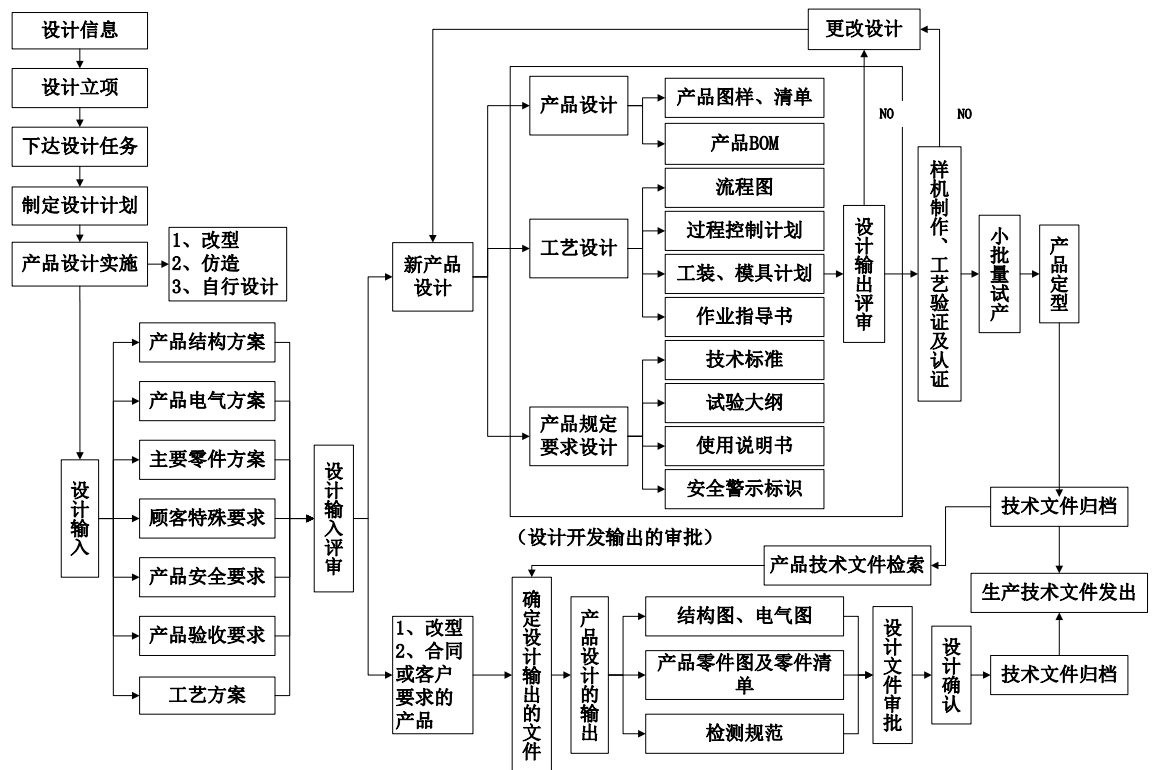 设计信息
设计立项
下达设计任务
制定设计计划
产品设计实施
1、改型
2、仿造
3、自行设计
设计输入
产品结构方案
产品电气方案
主要零件方案
顾客特殊要求
产品安全要求
产品验收要求
工艺方案
设计输入评审
更改设计
新产品
设计
产品设计
产品图样、清单
产品BOM
工艺设计
流程图
过程控制计划
工装、模具计划
作业指导书
产品规定
要求设计
技术标准
试验大纲
使用说明书
安全警示标识
设计输出评审
NO
NO
样机制作、工艺验证及认证
小批量试产
产品定型
(设计开发输出的审批)
技术文件归档
产品技术文件检索
生产技术文件发出
1、改型
2、合同
或客户
要求的
产品
确定设计输出的文件
产品设计的输出
结构图、电气图
产品零件图及零件清
单
检测规范
设计文件审批
设计确认
技术文件归档